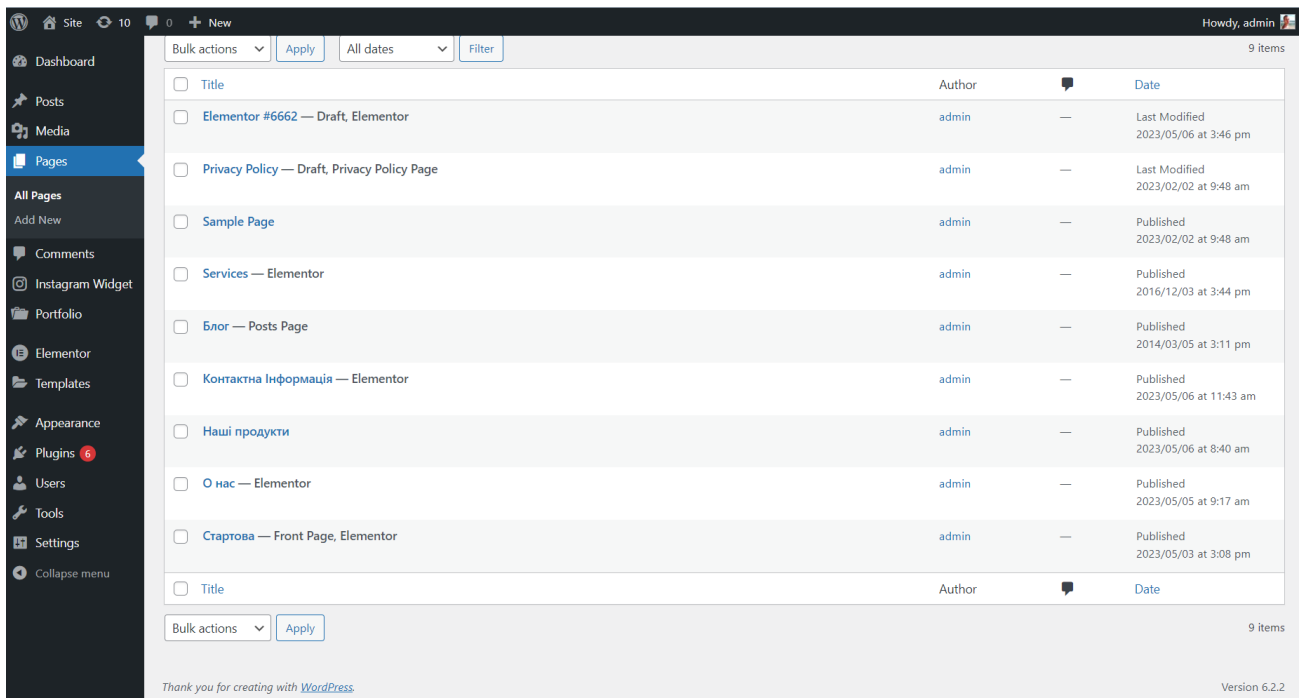 Site 10 0 New Howdy, admin
Dashboard
Posts
Media
Pages
All Pages
Add New
Comments
Instagram Widget
Portfolio
Elementor
Templates
Appearance
Plugins 6
Users
Tools
Settings
Collapse menu
Bulk actions Apply All dates Filter 9 items
Title Author Date
Elementor #6662 — Draft, Elementor admin — Last Modified
2023/05/06 at 3:46 pm
Privacy Policy — Draft, Privacy Policy Page admin — Last Modified
2023/02/02 at 9:48 am
Sample Page admin — Published
2023/02/02 at 9:48 am
Services — Elementor admin — Published
2016/12/03 at 3:44 pm
Блог — Posts Page admin — Published
2014/03/05 at 3:11 pm
Контактна Інформація — Elementor admin — Published
2023/05/06 at 11:43 am
Наші продукти admin — Published
2023/05/06 at 8:40 am
О нас — Elementor admin — Published
2023/05/05 at 9:17 am
Стартова — Front Page, Elementor admin — Published
2023/05/03 at 3:08 pm
Title Author Date
Bulk actions Apply 9 items
Thank you for creating with WordPress. Version 6.2.2